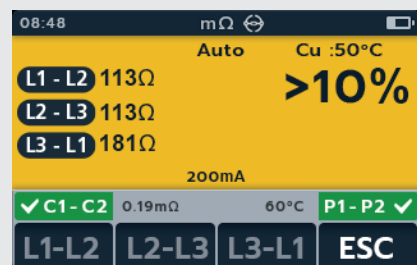 08:48 mΩ
Auto Cu :50°C
L1 - L2 113Ω >10%
L2 - L3 113Ω
L3 - L1 181Ω
200mA
✓ C1 - C2 0.19mΩ 60°C P1 - P2 ✓
L1-L2 L2-L3 L3-L1 ESC